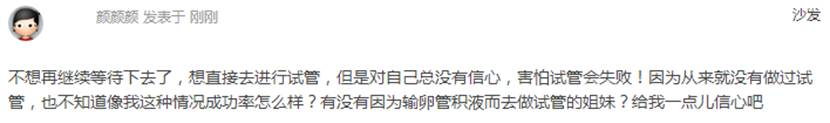 颜颜颜 发表于 刚刚 沙发
不想再继续等待下去了，想直接去进行试管，但是对自己总没有信心，害怕试管会失败！因为从来就没有做过试
管，也不知道像我这种情况成功率怎么样？有没有因为输卵管积液而去做试管的姐妹？给我一点儿信心吧